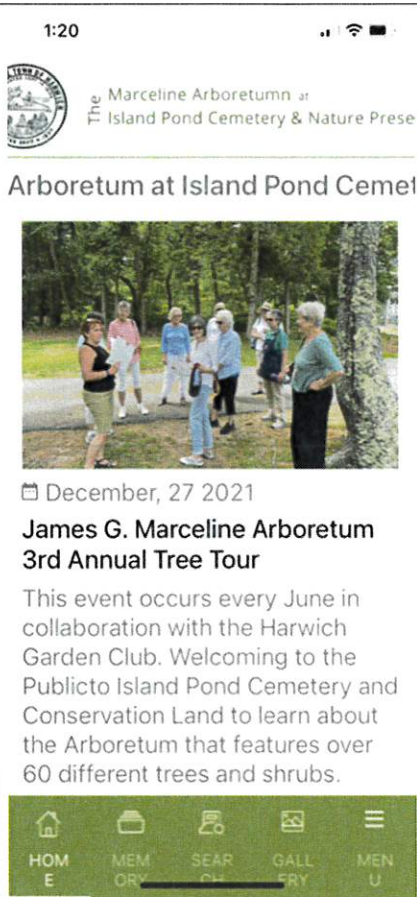 1:20
The Marceline Arboretumn at
Island Pond Cemetery & Nature Prese
Arboretum at Island Pond Cemet
December, 27 2021
James G. Marceline Arboretum
3rd Annual Tree Tour
This event occurs every June in
collaboration with the Harwich
Garden Club. Welcoming to the
Publicto Island Pond Cemetery and
Conservation Land to learn about
the Arboretum that features over
60 different trees and shrubs.
HOM
E
MEM
ORY
SEAR
CH
GALL
ERY
MEN
U